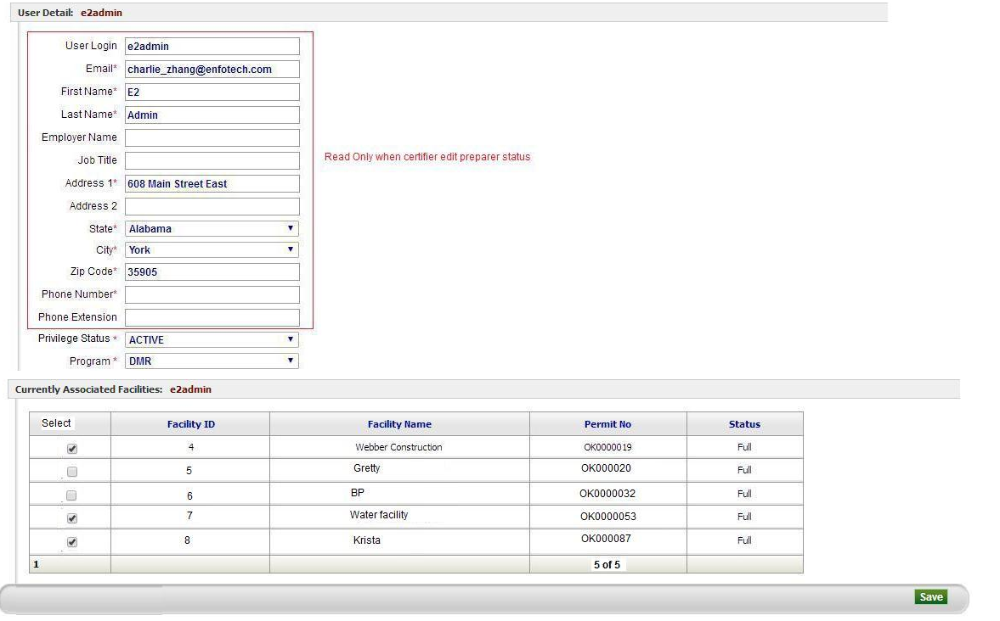 User Detail: e2admin
User Login e2admin
Email* charlie_zhang@enfotech.com
First Name* E2
Last Name* Admin
Employer Name
Job Title
Read Only when certifier edit preparer status
Address 1* 608 Main Street East
Address 2
State* Alabama
City* York
Zip Code* 35905
Phone Number*
Phone Extension
Privilege Status * ACTIVE
Program * DMR
Currently Associated Facilities: e2admin
Select Facility ID Facility Name Permit No Status
4 Webber Construction OK0000019 Full
5 Gretty OK000020 Full
6 BP OK0000032 Full
7 Water facility OK0000053 Full
8 Krista OK000087 Full
1 5 of 5
Save